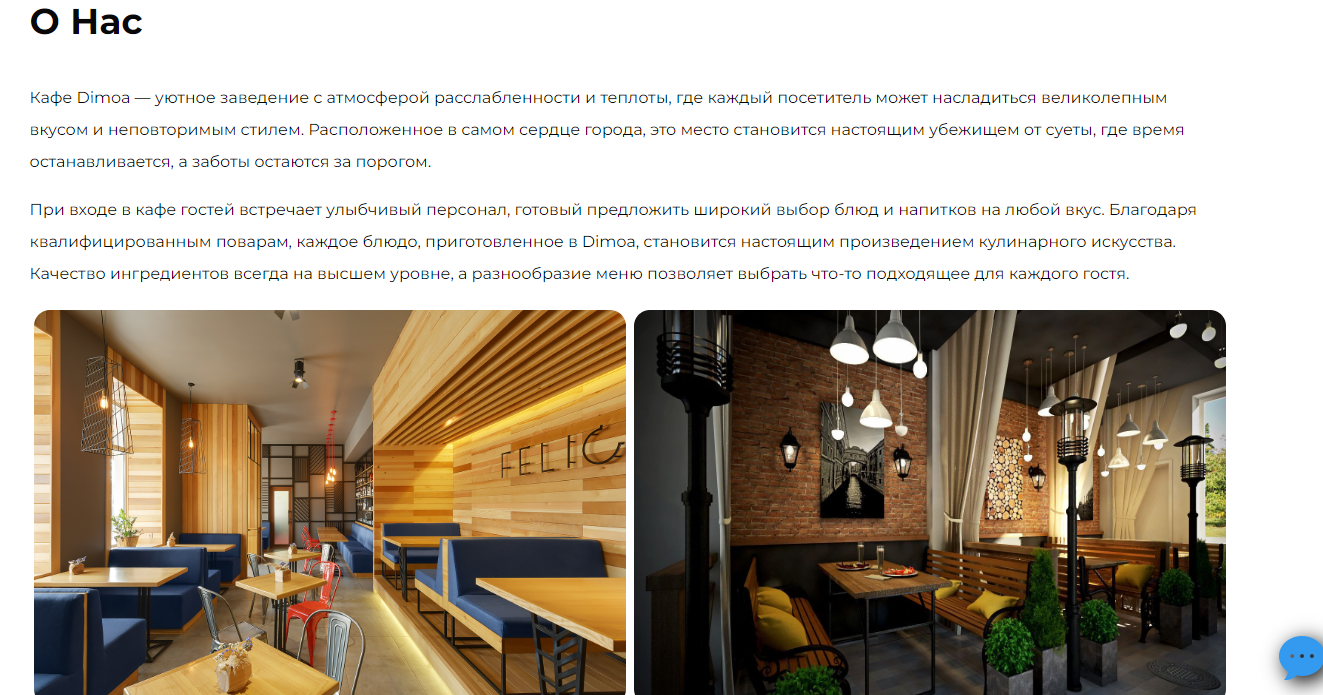 О Нас
Кафе Dimoa — уютное заведение с атмосферой расслабленности и теплоты, где каждый посетитель может насладиться великолепным
вкусом и неповторимым стилем. Расположенное в самом сердце города, это место становится настоящим убежищем от суеты, где время
останавливается, а заботы остаются за порогом.
При входе в кафе гостей встречает улыбчивый персонал, готовый предложить широкий выбор блюд и напитков на любой вкус. Благодаря
квалифицированным поварам, каждое блюдо, приготовленное в Dimoa, становится настоящим произведением кулинарного искусства.
Качество ингредиентов всегда на высшем уровне, а разнообразие меню позволяет выбрать что-то подходящее для каждого гостя.